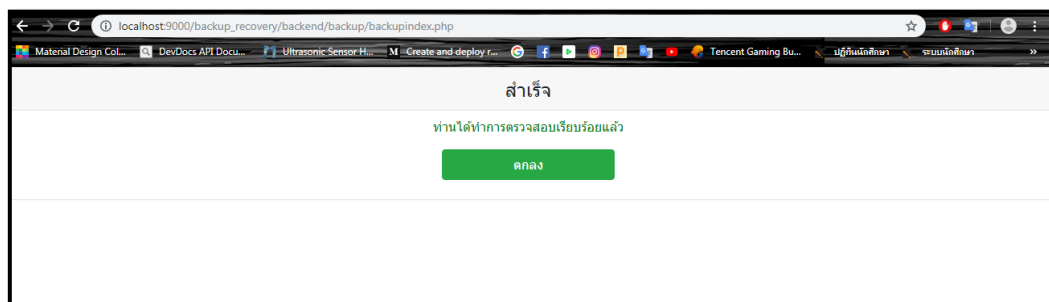 localhost:9000/backup_recovery/backend/backup/backupindex.php
Material Design Col... DevDocs API Docu... Ultrasonic Sensor H... M Create and deploy r... Tencent Gaming Bu... ปฏิทินนักศึกษา ระบบนักศึกษา »
สำเร็จ
ท่านได้ทำการตรวจสอบเรียบร้อยแล้ว
ตกลง